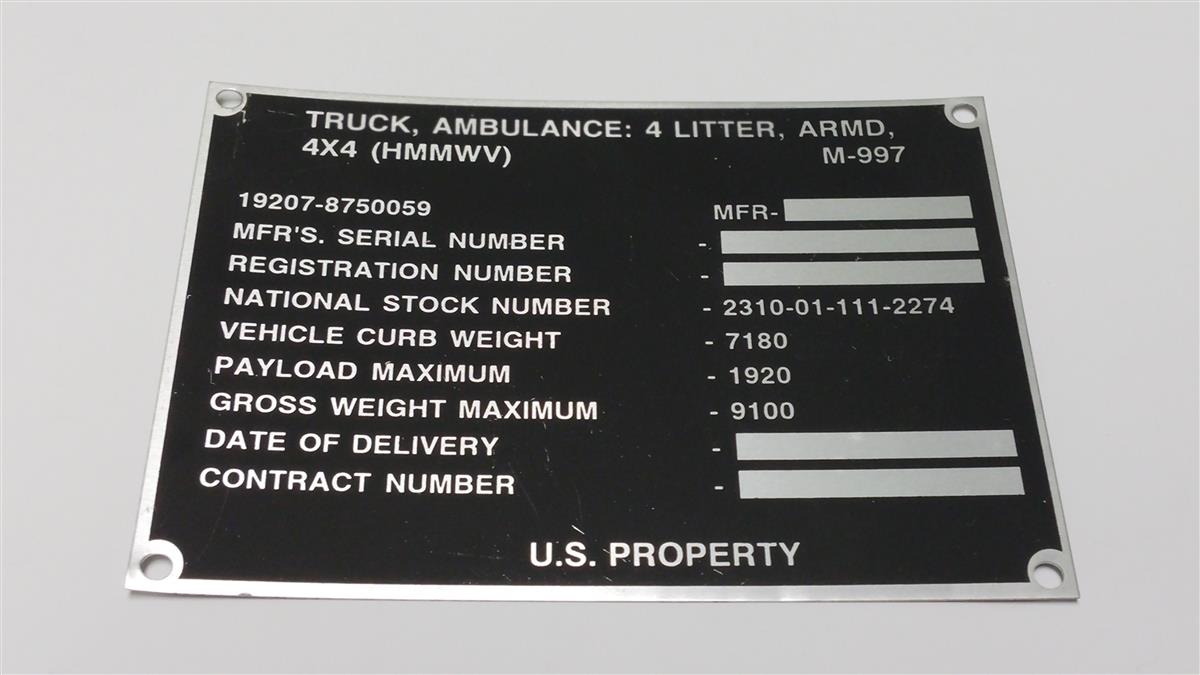 TRUCK, AMBULANCE: 4 LITTER, ARMD,
4X4 (HMMWV) M-997
19207-8750059 MFR-
MFR'S. SERIAL NUMBER -
REGISTRATION NUMBER -
NATIONAL STOCK NUMBER - 2310-01-111-2274
VEHICLE CURB WEIGHT - 7180
PAYLOAD MAXIMUM - 1920
GROSS WEIGHT MAXIMUM - 9100
DATE OF DELIVERY -
CONTRACT NUMBER -
U.S. PROPERTY